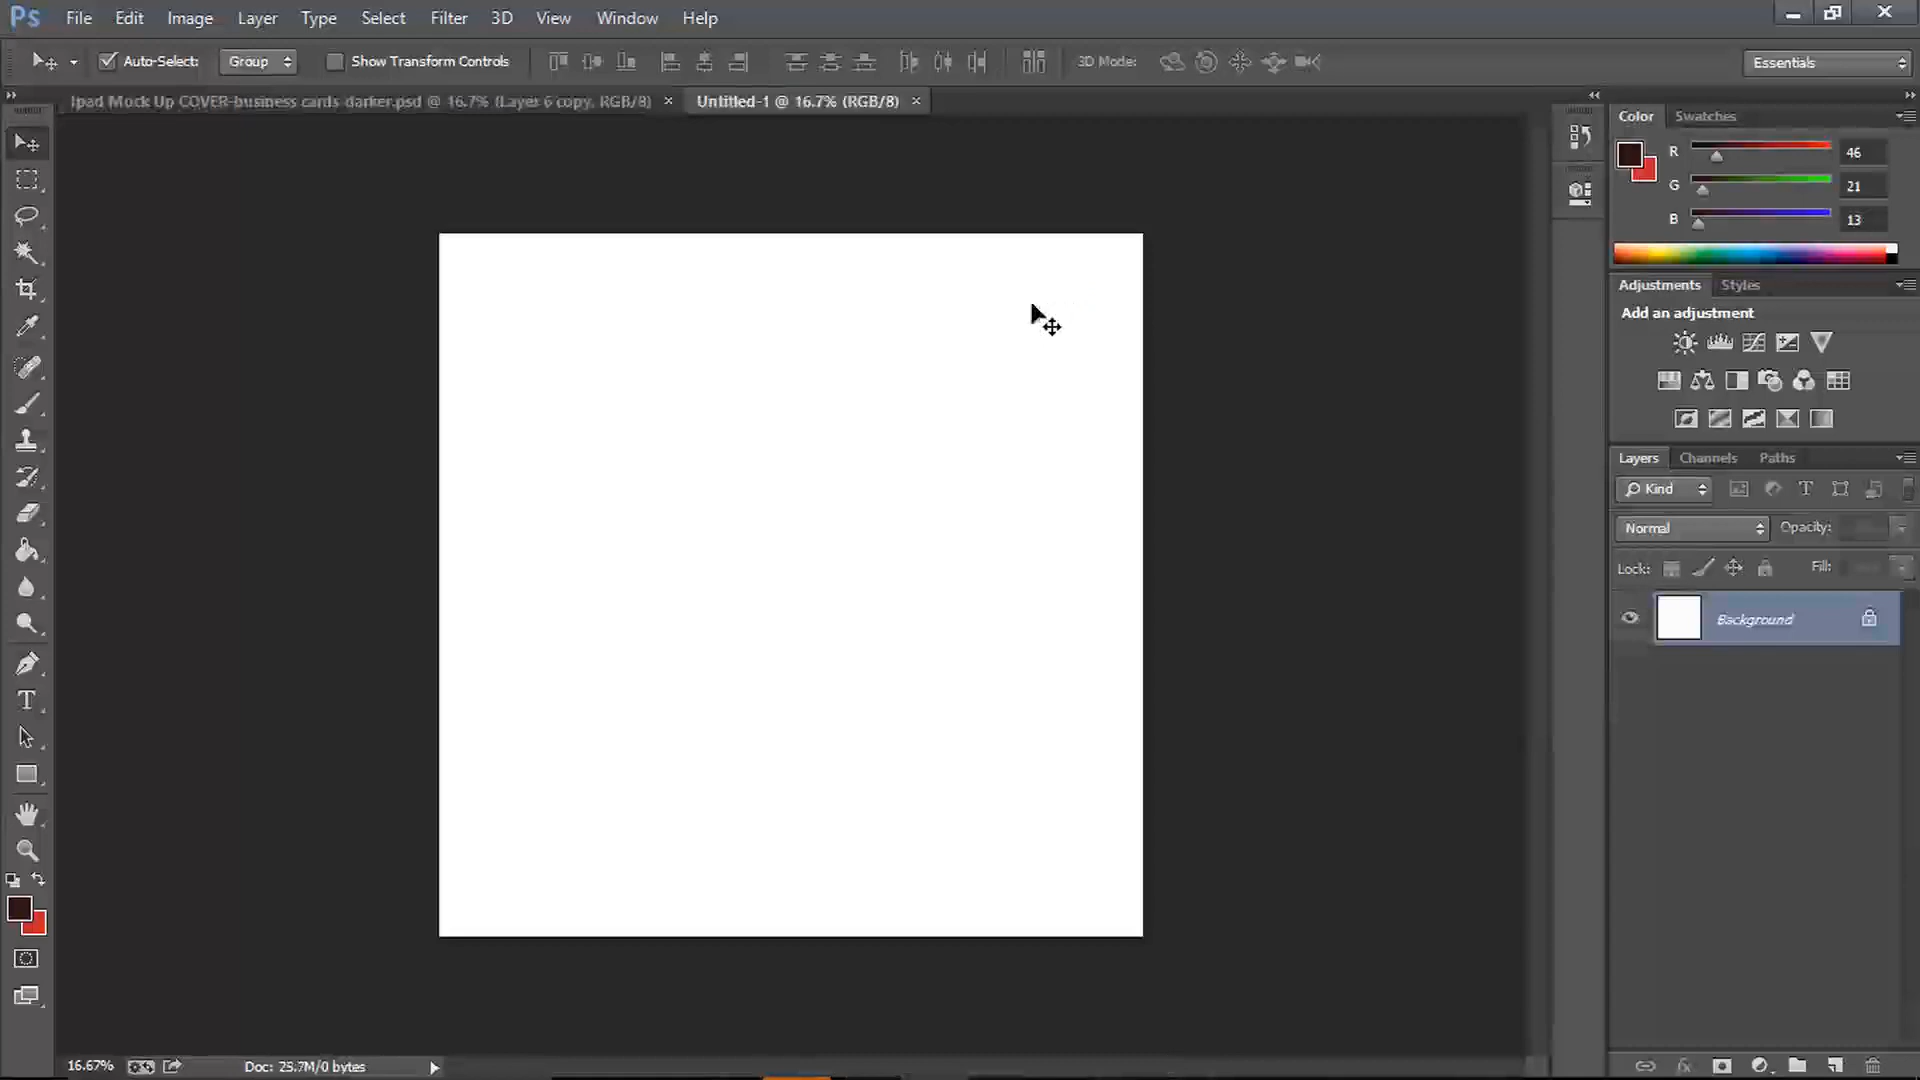 Ps File Edit Image Layer Type Select Filter 3D View Window Help
Auto-Select: Group Show Transform Controls 3D Mode: Essentials
Ipad Mock Up COVER-business cards-darker.psd @ 16.7% (Layer 6 copy, RGB/8) × Untitled-1 @ 16.7% (RGB/8) ×
Color Swatches
R 46
G 21
B 13
Adjustments Styles
Add an adjustment
Layers Channels Paths
Kind T
Normal Opacity:
Lock: Fill:
Background
T
16.67% Doc: 23.7M/0 bytes
fx